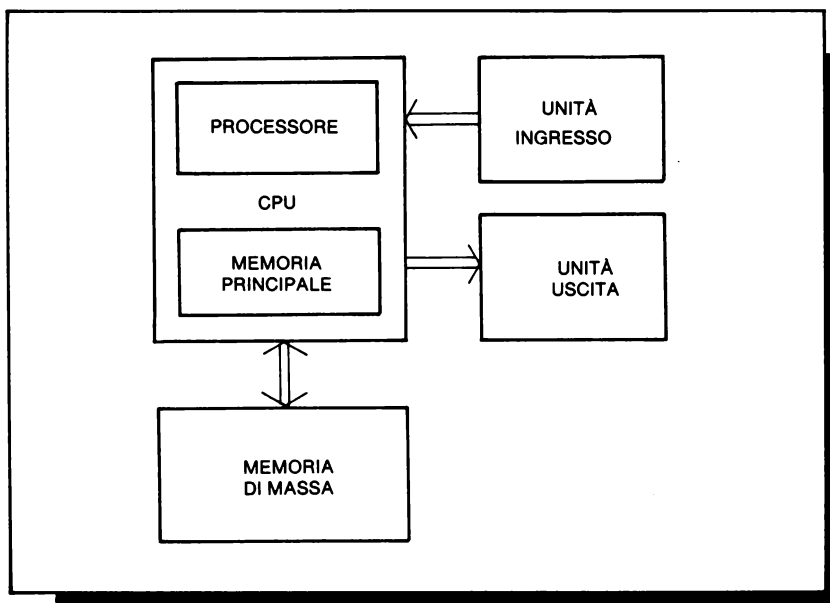 PROCESSORE
CPU
MEMORIA
PRINCIPALE
UNITÀ
INGRESSO
UNITÀ
USCITA
MEMORIA
DI MASSA